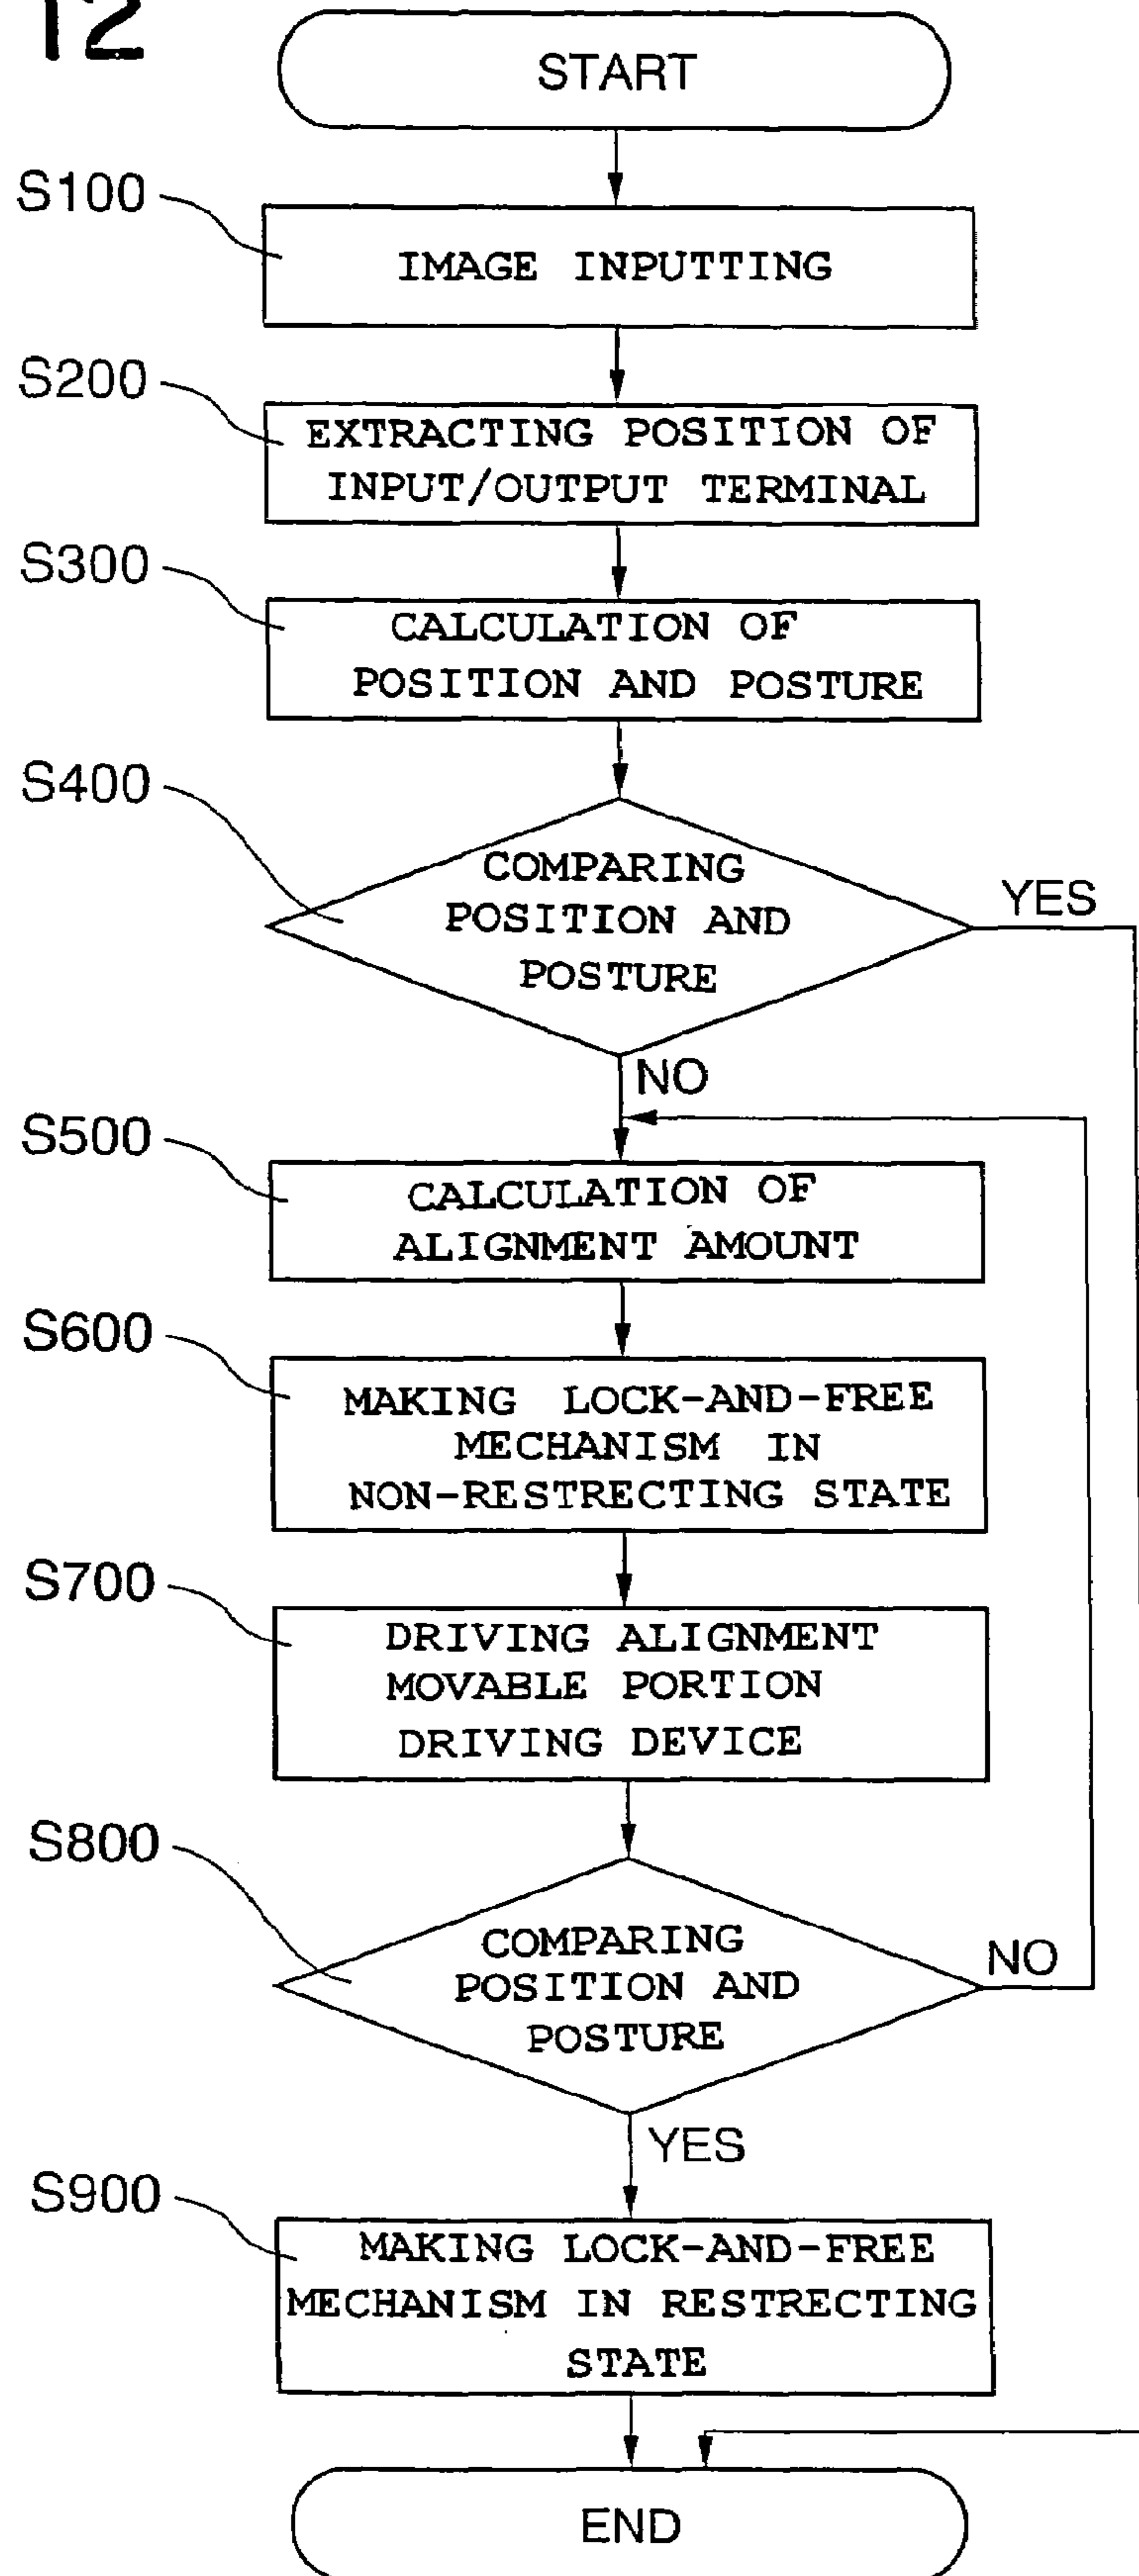 12
START
S100
IMAGE INPUTTING
S200
EXTRACTING POSITION OF
INPUT/OUTPUT TERMINAL
S300
CALCULATION OF
POSITION AND POSTURE
S400
COMPARING
POSITION AND
POSTURE
YES
NO
S500
CALCULATION OF
ALIGNMENT AMOUNT
S600
MAKING LOCK-AND-FREE
MECHANISM IN
NON-RESTRECTING STATE
S700
DRIVING ALIGNMENT
MOVABLE PORTION
DRIVING DEVICE
S800
COMPARING
POSITION AND
POSTURE
NO
YES
S900
MAKING LOCK-AND-FREE
MECHANISM IN RESTRECTING
STATE
END